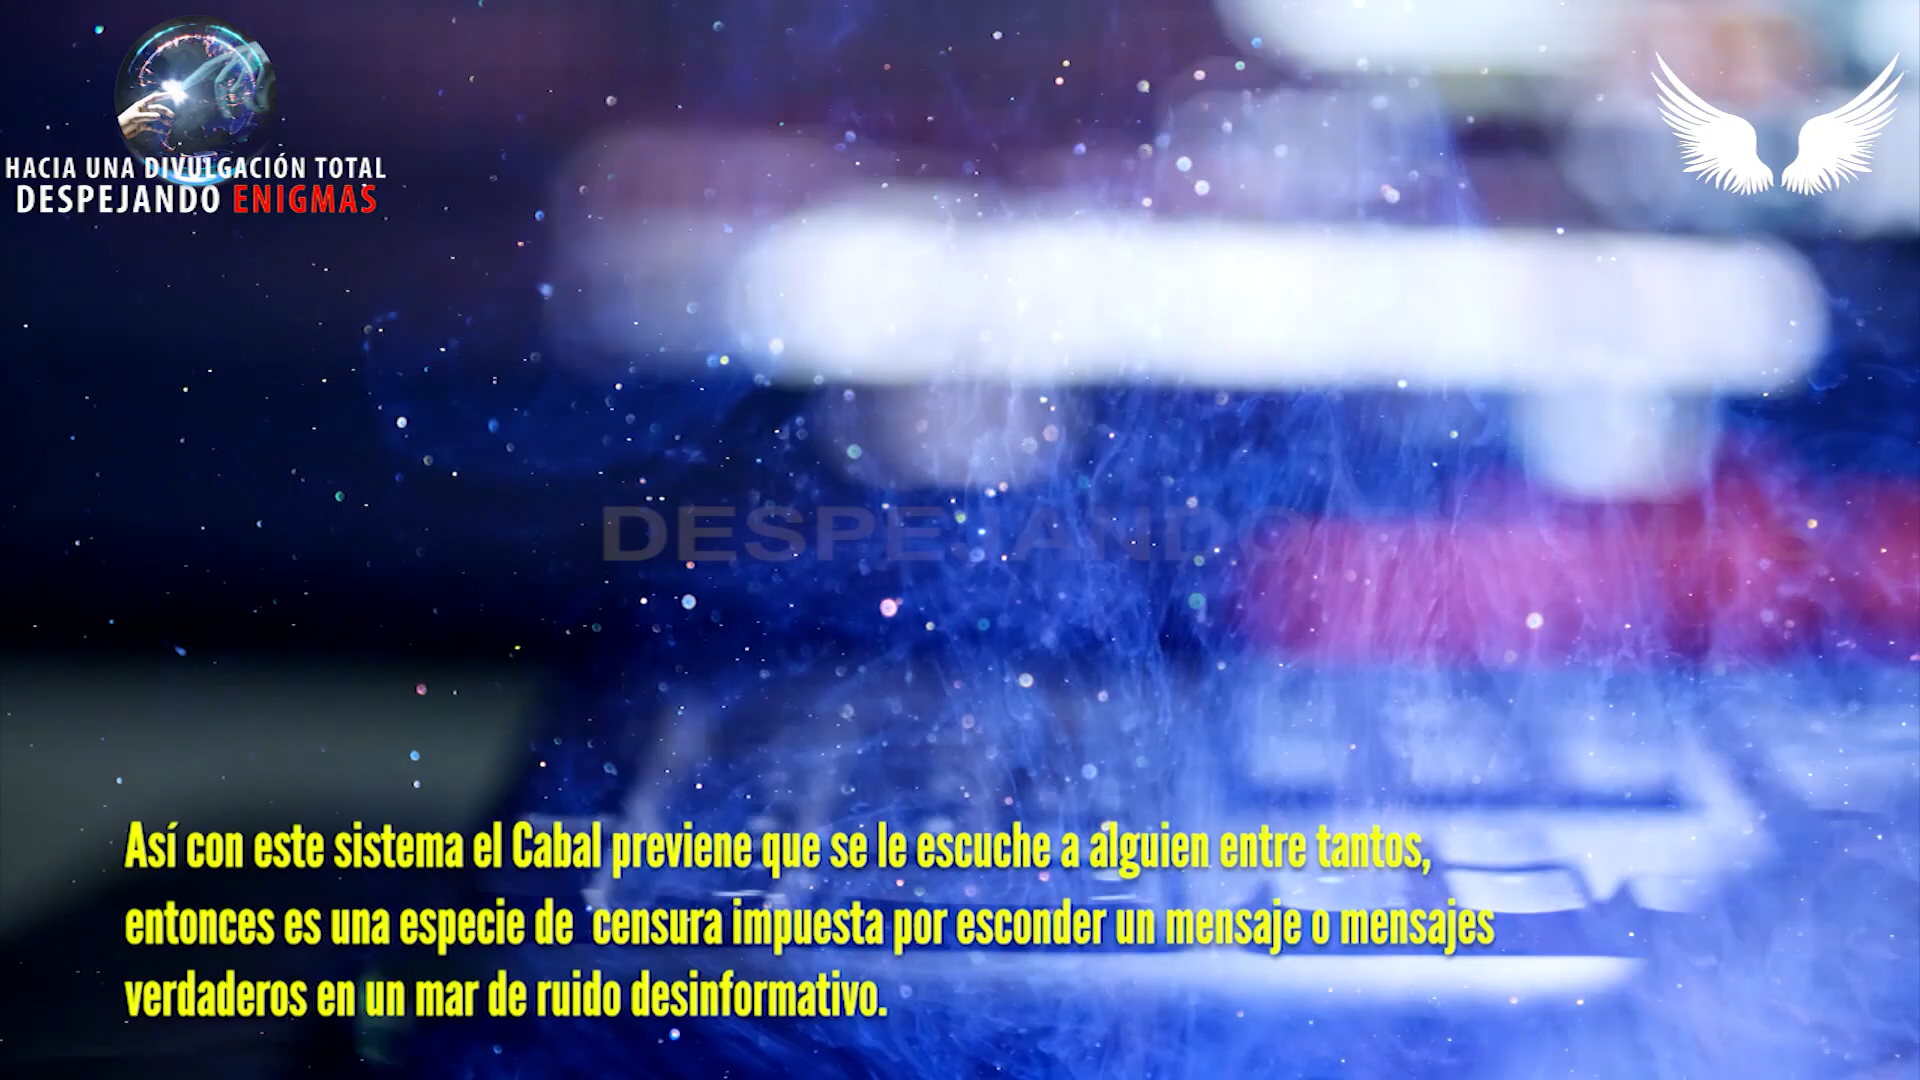 HACIA UNA DIVULGACIÓN TOTAL
DESPEJANDO ENIGMAS
DESPEJANDO
Así con este sistema el Cabal previene que se le escuche a alguien entre tantos,
entonces es una especie de  censura impuesta por esconder un mensaje o mensajes
verdaderos en un mar de ruido desinformativo.